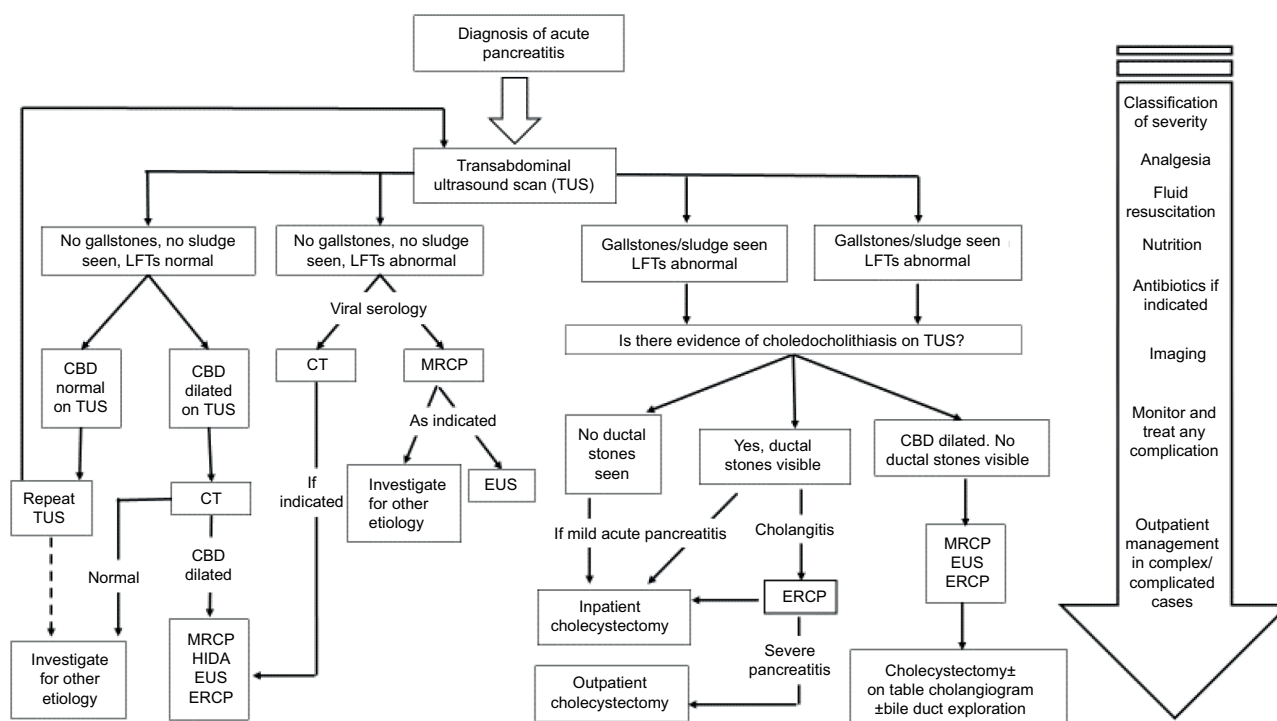 Diagnosis of acute
pancreatitis
Transabdominal
ultrasound scan (TUS)
No gallstones, no sludge
seen, LFTs normal
No gallstones, no sludge
seen, LFTs abnormal
Gallstones/sludge seen
LFTs abnormal
Gallstones/sludge seen
LFTs abnormal
Viral serology
Is there evidence of choledocholithiasis on TUS?
CBD
normal
on TUS
CBD
dilated
on TUS
CT
MRCP
As indicated
No ductal
stones
seen
Yes, ductal
stones visible
CBD dilated. No
ductal stones visible
Repeat
TUS
CT
If
indicated
Investigate
for other
etiology
EUS
If mild acute pancreatitis
Cholangitis
MRCP
EUS
ERCP
Normal
CBD
dilated
Inpatient
cholecystectomy
ERCP
Investigate
for other
etiology
MRCP
HIDA
EUS
ERCP
Severe
pancreatitis
Outpatient
cholecystectomy
Cholecystectomy±
on table cholangiogram
±bile duct exploration
Classification
of severity
Analgesia
Fluid
resuscitation
Nutrition
Antibiotics if
indicated
Imaging
Monitor and
treat any
complication
Outpatient
management
in complex/
complicated
cases